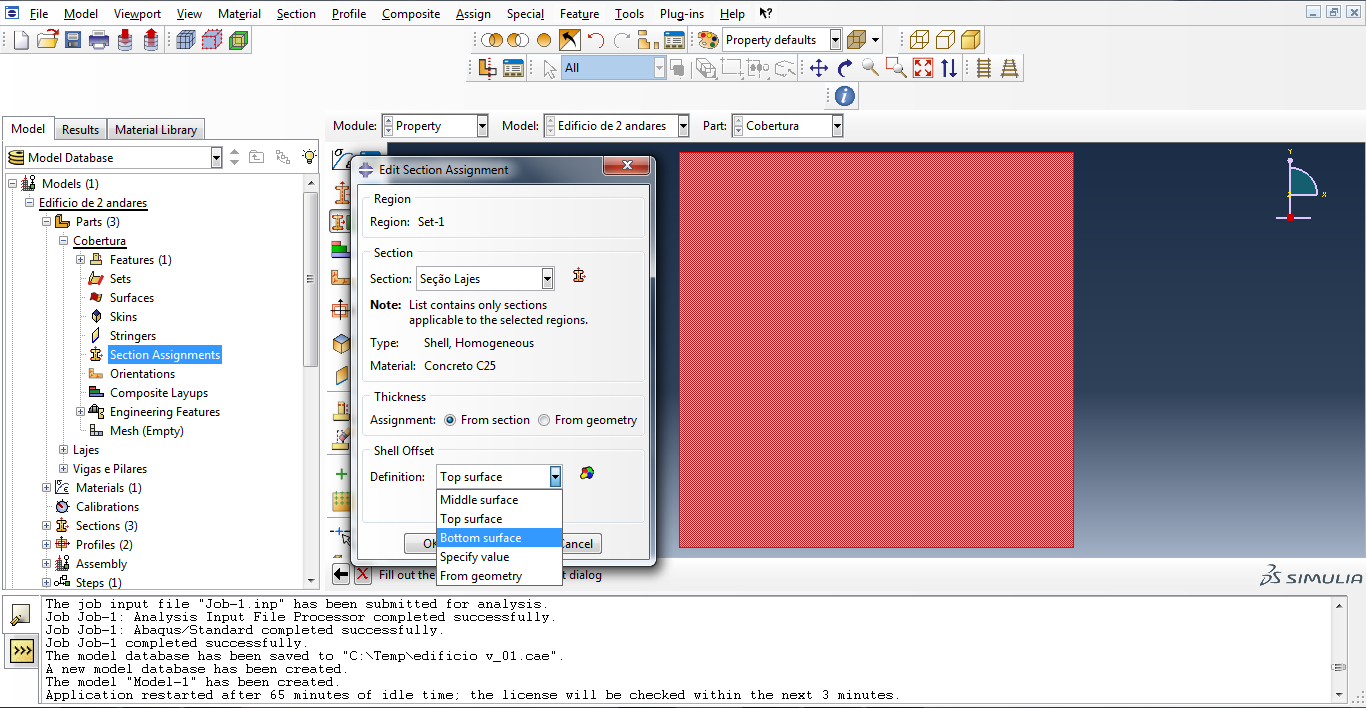 File Model Viewport View Material Section Profile Composite Assign Special Feature Tools Plug-ins Help
Property defaults
All
Model Results Material Library
Module: Property Model: Edificio de 2 andares Part: Cobertura
Model Database
Models (1)
Edificio de 2 andares
Parts (3)
Cobertura
Features (1)
Sets
Surfaces
Skins
Stringers
Section Assignments
Orientations
Composite Layups
Engineering Features
Mesh (Empty)
Lajes
Vigas e Pilares
Materials (1)
Calibrations
Sections (3)
Profiles (2)
Assembly
Steps (1)
Edit Section Assignment
Region
Region: Set-1
Section
Section: Seção Lajes
Note: List contains only sections
applicable to the selected regions.
Type: Shell, Homogeneous
Material: Concreto C25
Thickness
Assignment: From section From geometry
Shell Offset
Definition: Top surface
Middle surface
Top surface
Bottom surface
Specify value
From geometry
Y
X
Fill out the
dialog
SIMULIA
The job input file "Job-1.inp" has been submitted for analysis.
Job Job-1: Analysis Input File Processor completed successfully.
Job Job-1: Abaqus/Standard completed successfully.
Job Job-1 completed successfully.
The model database has been saved to "C:\Temp\edificio v_01.cae".
A new model database has been created.
The model "Model-1" has been created.
Application restarted after 65 minutes of idle time; the license will be checked within the next 3 minutes.